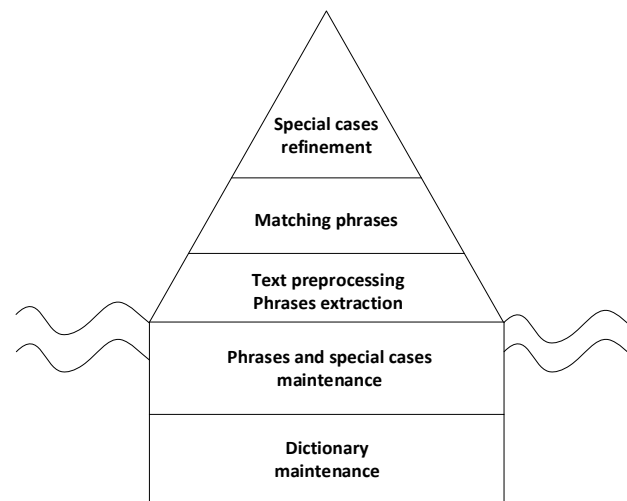 Special cases
refinement
Matching phrases
Text preprocessing
Phrases extraction
Phrases and special cases
maintenance
Dictionary
maintenance